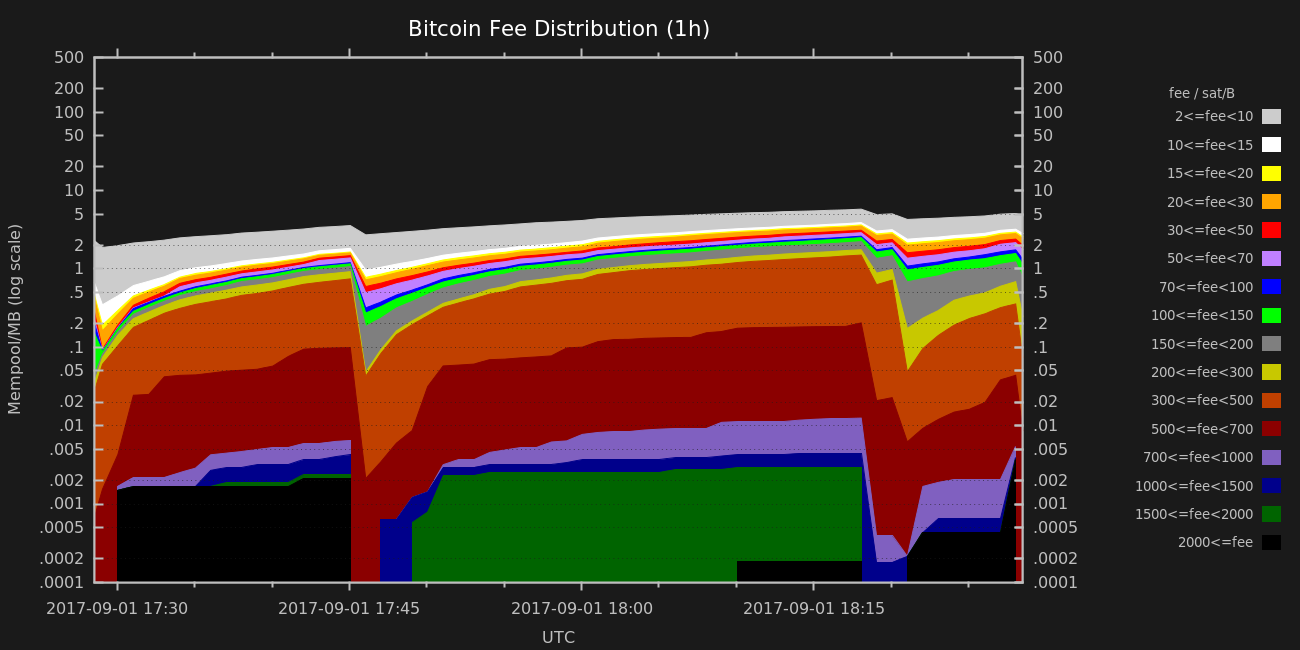 Bitcoin Fee Distribution (1h)
Mempool/MB (log scale)
500
200
100
50
20
10
5
2
1
.5
.2
.1
.05
.02
.01
.005
.002
.001
.0005
.0002
.0001
500
200
100
50
20
10
5
2
1
.5
.2
.1
.05
.02
.01
.005
.002
.001
.0005
.0002
.0001
2017-09-01 17:30
2017-09-01 17:45
2017-09-01 18:00
2017-09-01 18:15
UTC
fee / sat/B
2<=fee<10
10<=fee<15
15<=fee<20
20<=fee<30
30<=fee<50
50<=fee<70
70<=fee<100
100<=fee<150
150<=fee<200
200<=fee<300
300<=fee<500
500<=fee<700
700<=fee<1000
1000<=fee<1500
1500<=fee<2000
2000<=fee